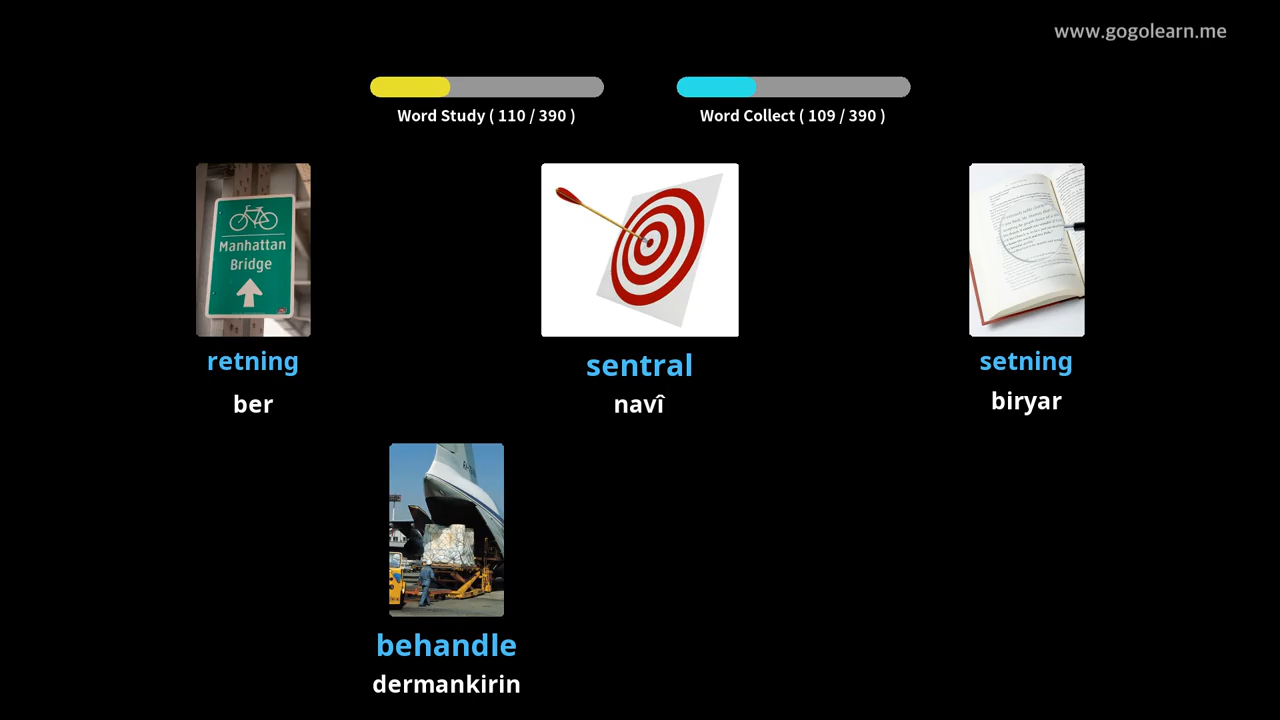 www.gogolearn.me
Word Study ( 110 / 390 )
Word Collect ( 109 / 390 )
Manhattan
Bridge
retning
ber
sentral
navî
setning
biryar
behandle
dermankirin